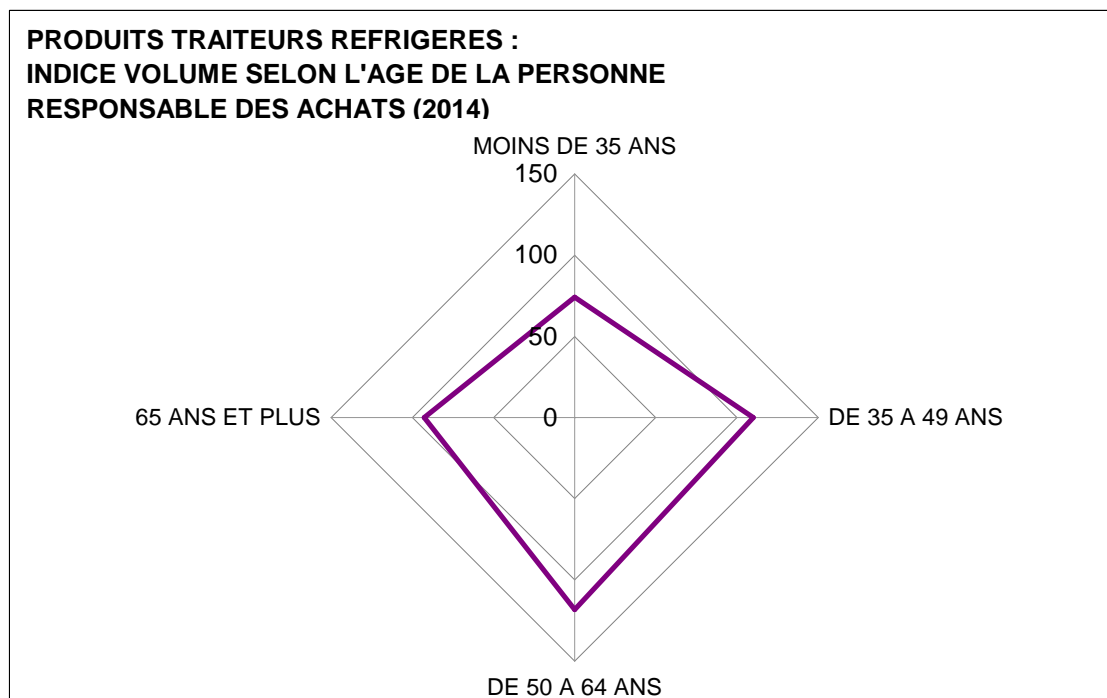 PRODUITS TRAITEURS REFRIGERES :
INDICE VOLUME SELON L'AGE DE LA PERSONNE
RESPONSABLE DES ACHATS (2014)
MOINS DE 35 ANS
150
100
50
65 ANS ET PLUS
0
DE 35 A 49 ANS
DE 50 A 64 ANS